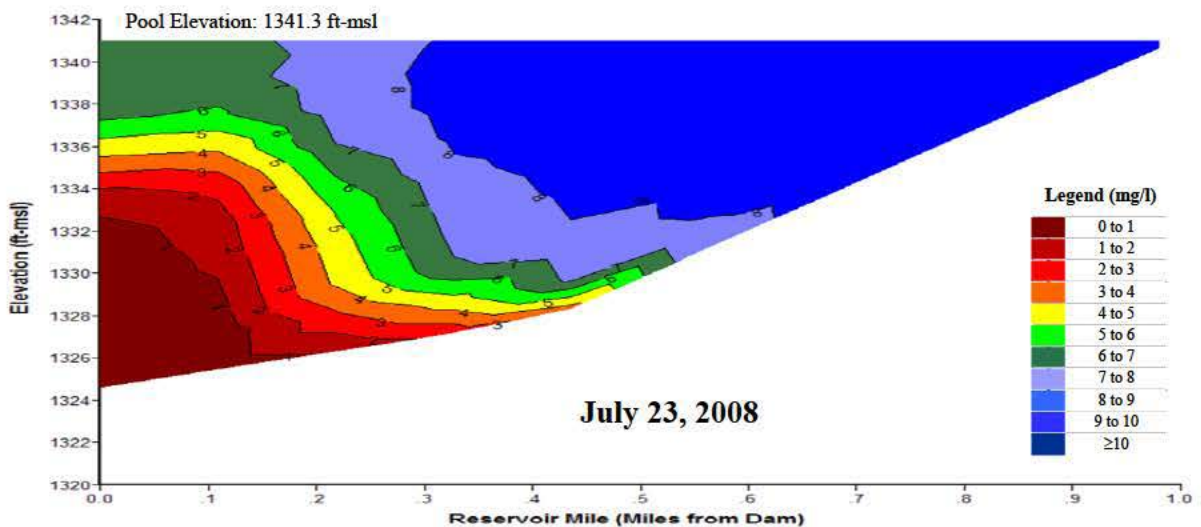 Pool Elevation: 1341.3 ft-msl
1342
1340
1338
1336
1334
1332
1330
1328
1326
1324
1322
1320
Elevation (ft-msl)
Legend (mg/l)
0 to 1
1 to 2
2 to 3
3 to 4
4 to 5
5 to 6
6 to 7
7 to 8
8 to 9
9 to 10
≥10
July 23, 2008
0.0 .1 .2 .3 .4 .5 .6 .7 .8 .9 1.0
Reservoir Mile (Miles from Dam)